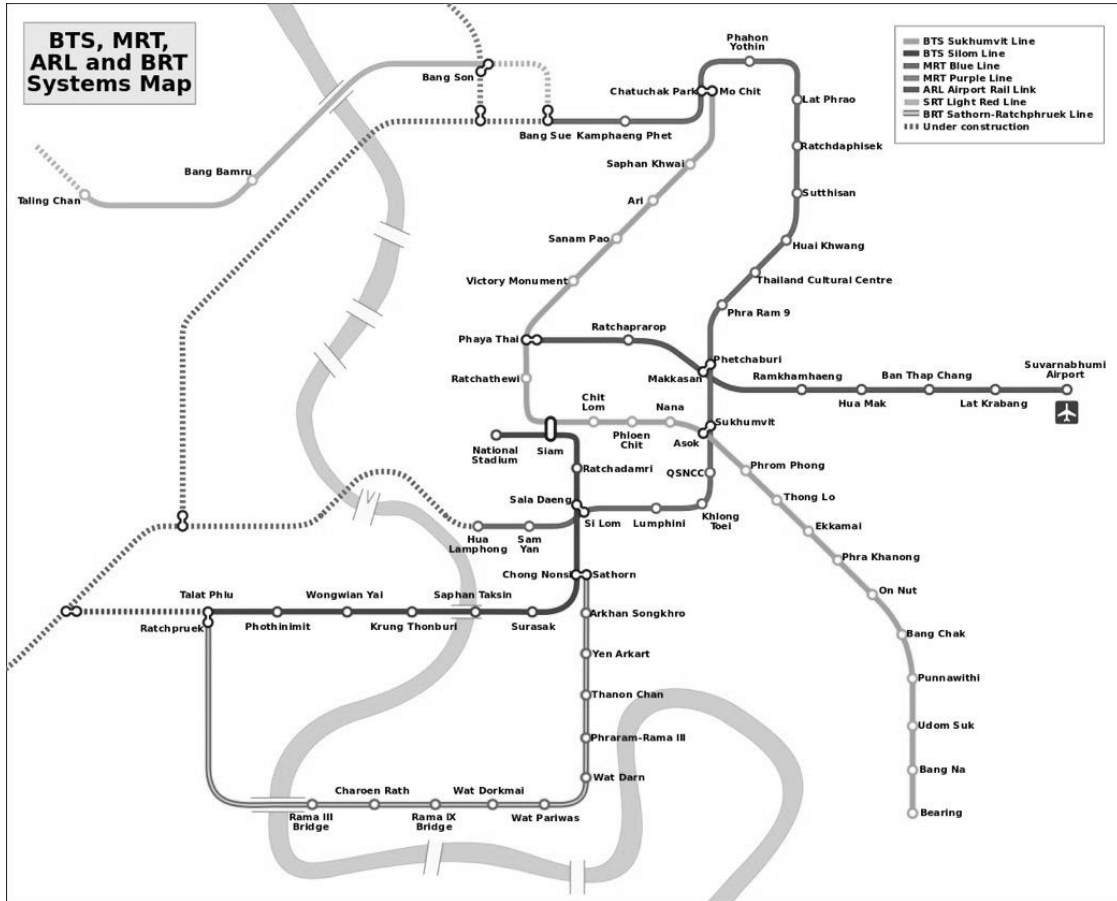 BTS, MRT,
ARL and BRT
Systems Map
BTS Sukhumvit Line
BTS Silom Line
MRT Blue Line
MRT Purple Line
ARL Airport Rail Link
SRT Light Red Line
BRT Sathorn-Ratchphruek Line
Under construction
Phahon
Yothin
Bang Son
Chatuchak Park
Mo Chit
Lat Phrao
Bang Sue
Kamphaeng Phet
Ratchdaphisek
Saphan Khwai
Bang Bamru
Taling Chan
Sutthisan
Ari
Sanam Pao
Huai Khwang
Victory Monument
Thailand Cultural Centre
Phra Ram 9
Phaya Thai
Ratchaprarop
Phetchaburi
Makkasan
Ramkhamhaeng
Hua Mak
Ban Thap Chang
Lat Krabang
Suvarnabhumi
Airport
Ratchathewi
Chit
Lom
Phloen
Chit
Nana
Sukhumvit
Asok
National
Stadium
Siam
Ratchadamri
QSNCC
Phrom Phong
Thong Lo
Sala Daeng
Si Lom
Lumphini
Khlong
Toei
Ekkamai
Hua
Lamphong
Sam
Yan
Phra Khanong
Chong Nonsi
Sathorn
On Nut
Talat Phlu
Ratchpruek
Phothinimit
Wongwian Yai
Krung Thonburi
Saphan Taksin
Surasak
Arkhan Songkhro
Bang Chak
Yen Arkart
Punnawithi
Thanon Chan
Udom Suk
Phraram-Rama III
Bang Na
Wat Darn
Bearing
Rama III
Bridge
Charoen Rath
Rama IX
Bridge
Wat Dorkmai
Wat Pariwas